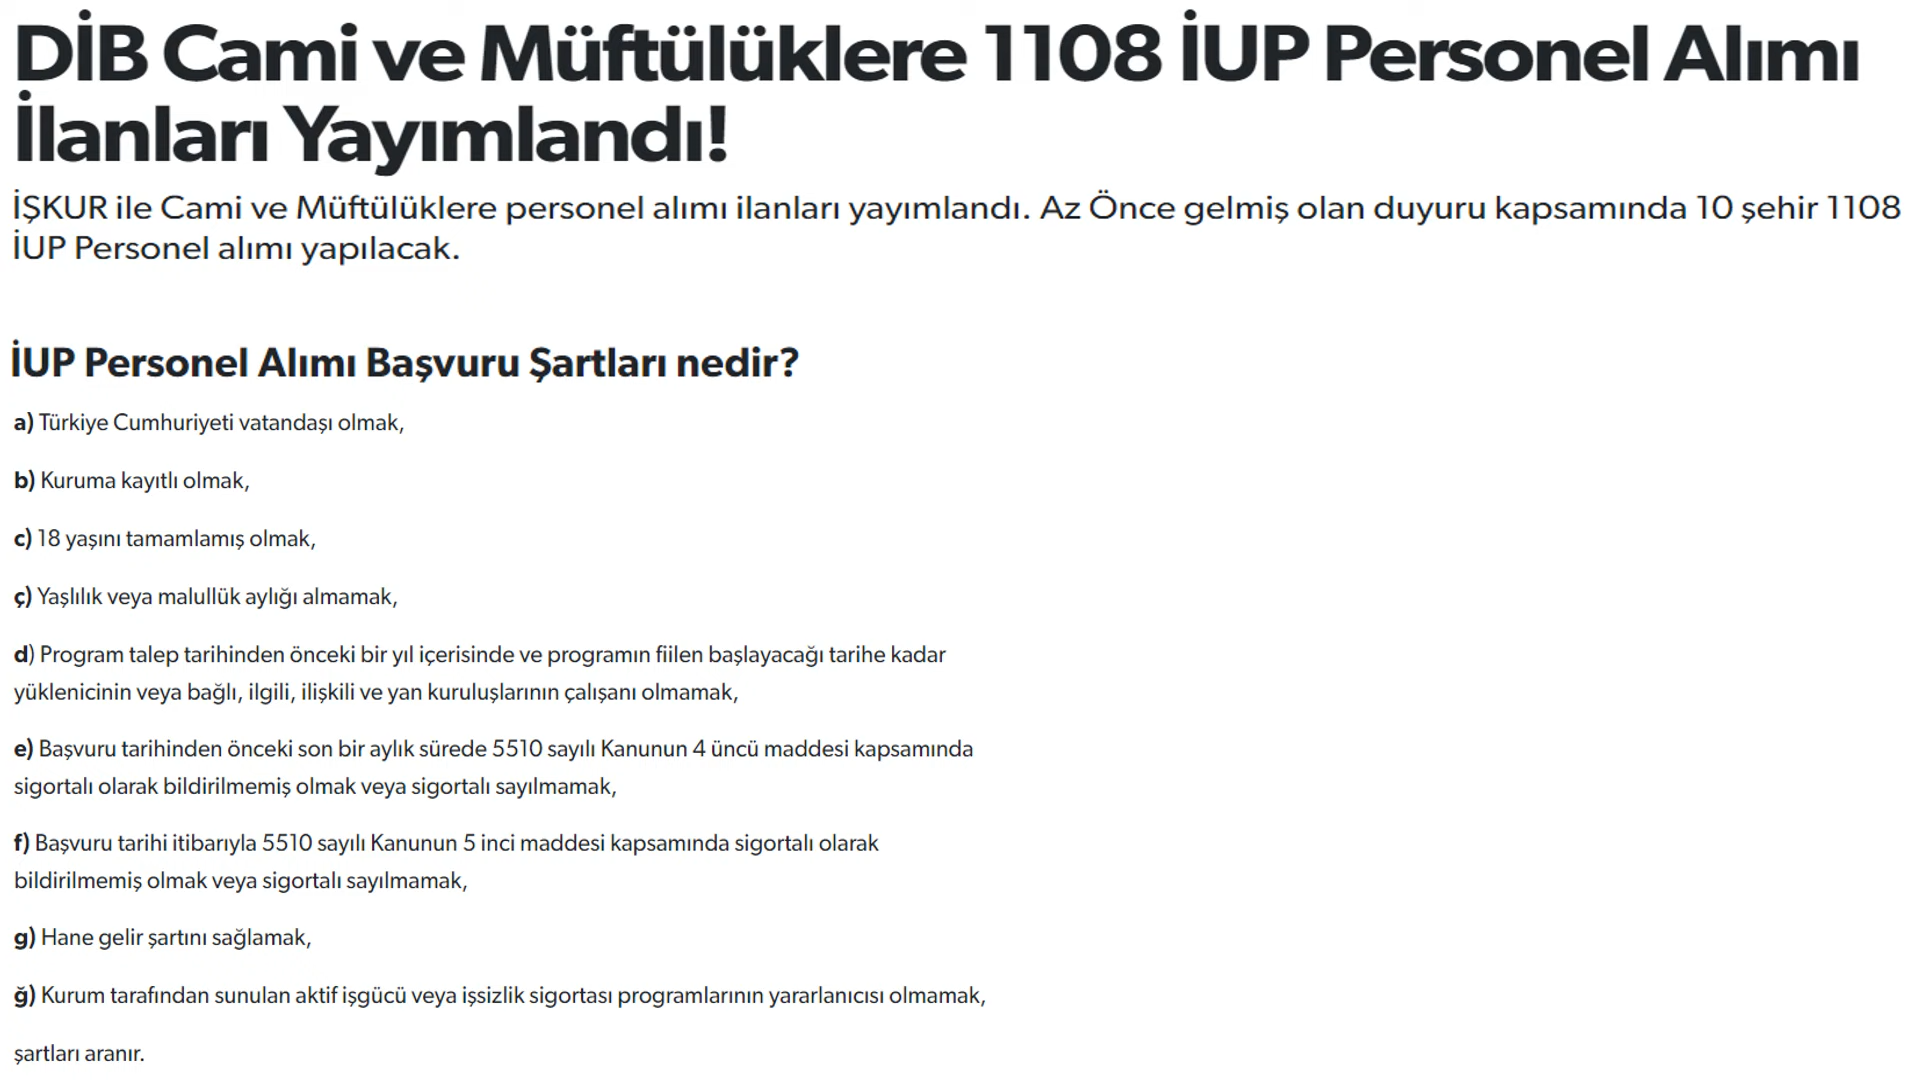 DİB Cami ve Müftülüklere 1108 İUP Personel Alımı
İlanları Yayımlandı!
İŞKUR ile Cami ve Müftülüklere personel alımı ilanları yayımlandı. Az Önce gelmiş olan duyuru kapsamında 10 şehir 1108
İUP Personel alımı yapılacak.
İUP Personel Alımı Başvuru Şartları nedir?
a) Türkiye Cumhuriyeti vatandaşı olmak,
b) Kuruma kayıtlı olmak,
c) 18 yaşını tamamlamış olmak,
ç) Yaşlılık veya malullük aylığı almamak,
d) Program talep tarihinden önceki bir yıl içerisinde ve programın fiilen başlayacağı tarihe kadar
yüklenicinin veya bağlı, ilgili, ilişkili ve yan kuruluşlarının çalışanı olmamak,
e) Başvuru tarihinden önceki son bir aylık sürede 5510 sayılı Kanunun 4 üncü maddesi kapsamında
sigortalı olarak bildirilmemiş olmak veya sigortalı sayılmamak,
f) Başvuru tarihi itibarıyla 5510 sayılı Kanunun 5 inci maddesi kapsamında sigortalı olarak
bildirilmemiş olmak veya sigortalı sayılmamak,
g) Hane gelir şartını sağlamak,
ğ) Kurum tarafından sunulan aktif işgücü veya işsizlik sigortası programlarının yararlanıcısı olmamak,
şartları aranır.